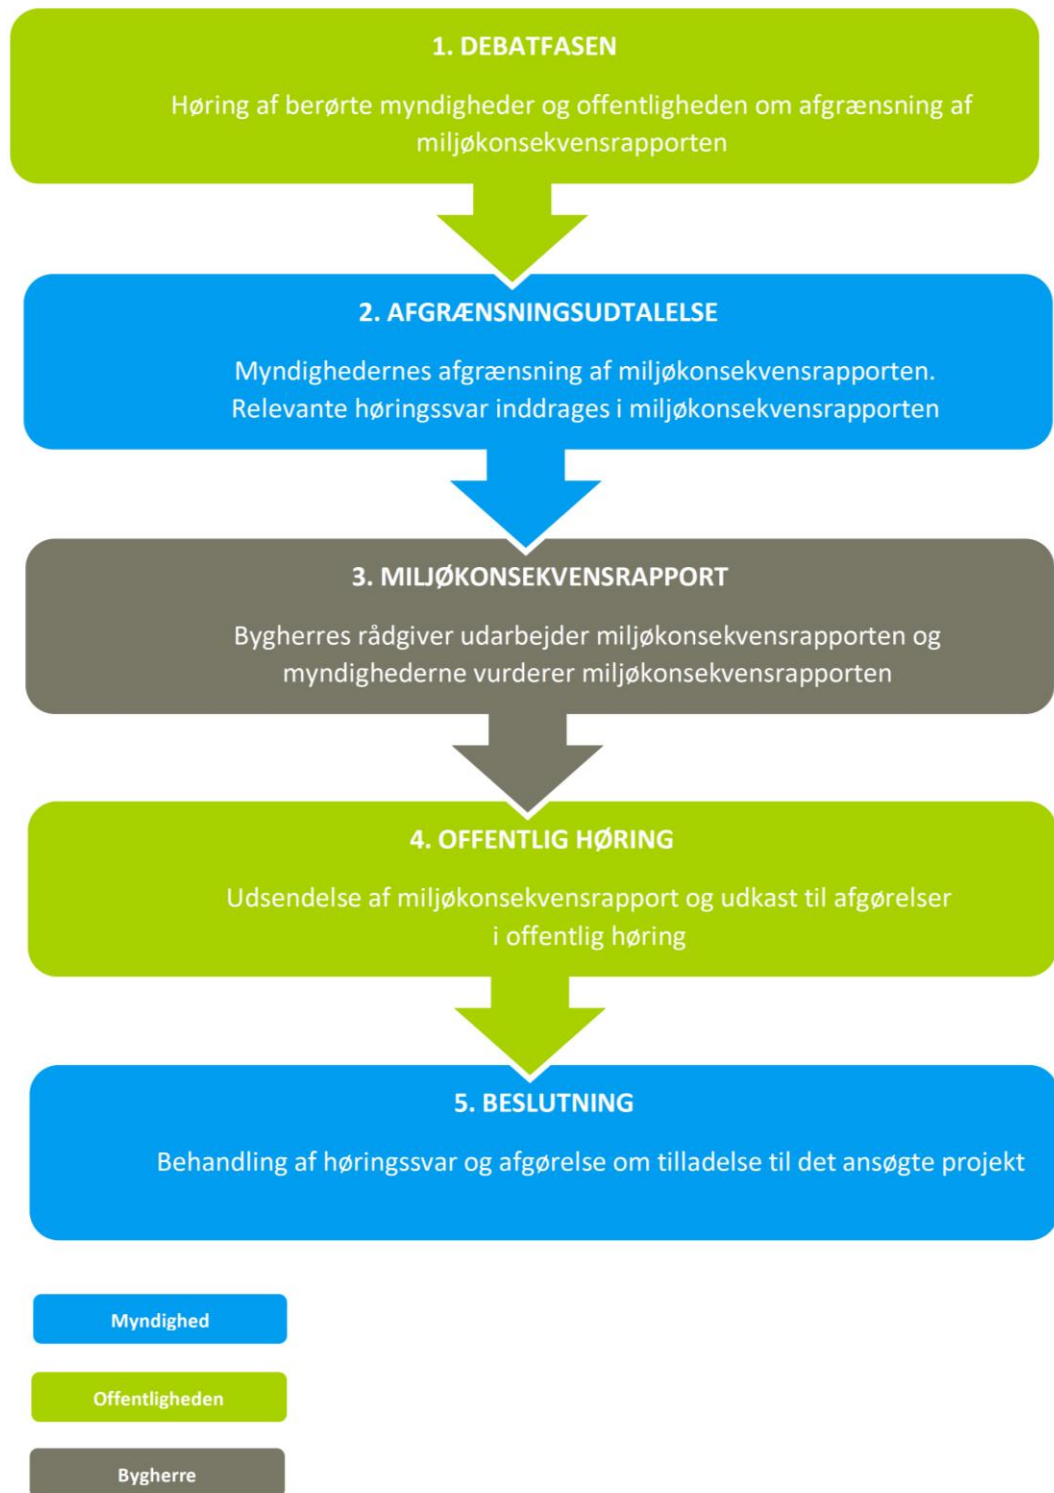 1. DEBATFASEN
Høring af berørte myndigheder og offentligheden om afgrænsning af
miljøkonsekvensrapporten
2. AFGRÆNSNINGSUDTALELSE
Myndighedernes afgrænsning af miljøkonsekvensrapporten.
Relevante høringssvar inddrages i miljøkonsekvensrapporten
3. MILJØKONSEKVENSRAPPORT
Bygherres rådgiver udarbejder miljøkonsekvensrapporten og
myndighederne vurderer miljøkonsekvensrapporten
4. OFFENTLIG HØRING
Udsendelse af miljøkonsekvensrapport og udkast til afgørelser
i offentlig høring
5. BESLUTNING
Behandling af høringssvar og afgørelse om tilladelse til det ansøgte projekt
Myndighed
Offentligheden
Bygherre